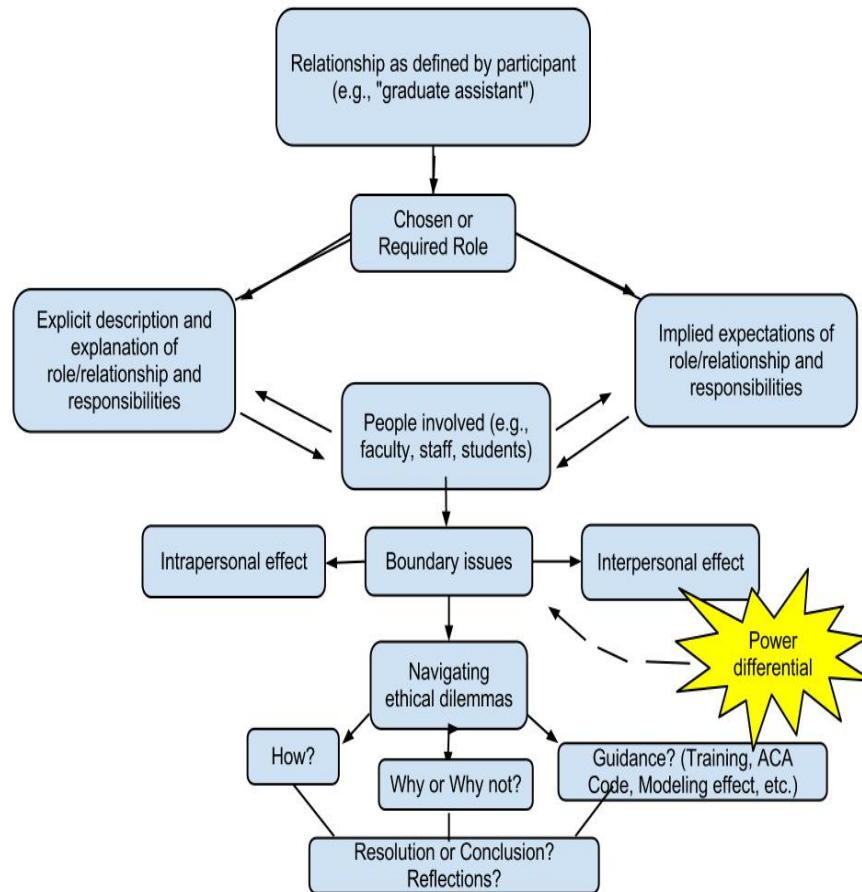 Relationship as defined by participant
(e.g., "graduate assistant")
Chosen or
Required Role
Explicit description and
explanation of
role/relationship and
responsibilities
Implied expectations of
role/relationship and
responsibilities
People involved (e.g.,
faculty, staff, students)
Intrapersonal effect
Boundary issues
Interpersonal effect
Power
differential
Navigating
ethical dilemmas
How?
Why or Why not?
Guidance? (Training, ACA
Code, Modeling effect, etc.)
Resolution or Conclusion?
Reflections?